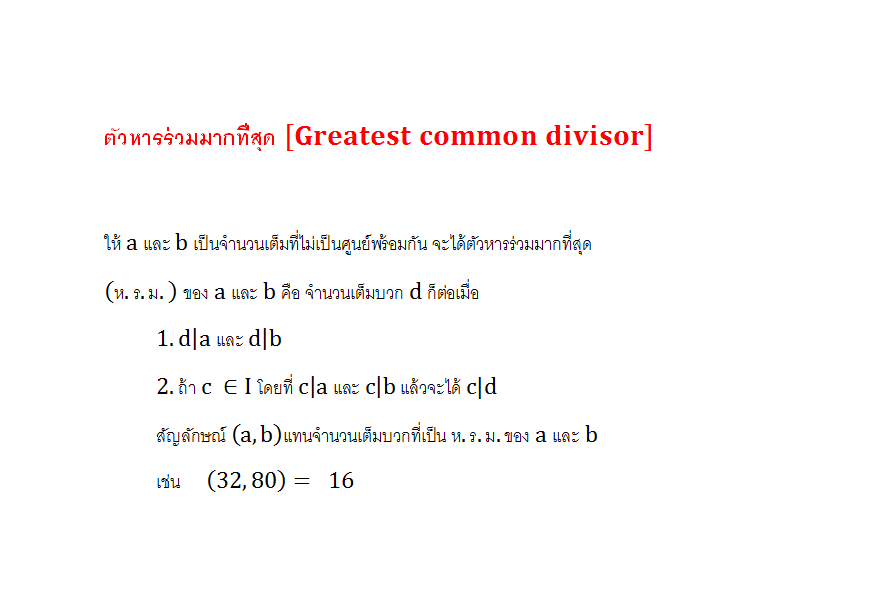 ตัวหารร่วมมากที่สุด [Greatest common divisor]
ให้ a และ b เป็นจำนวนเต็มที่ไม่เป็นศูนย์พร้อมกัน จะได้ตัวหารร่วมมากที่สุด
(ห. ร. ม. ) ของ a และ b คือ จำนวนเต็มบวก d ก็ต่อเมื่อ
1. d|a และ d|b
2. ถ้า c ∈ I โดยที่ c|a และ c|b แล้วจะได้ c|d
สัญลักษณ์ (a, b)แทนจำนวนเต็มบวกที่เป็น ห. ร. ม. ของ a และ b
เช่น (32, 80) = 16